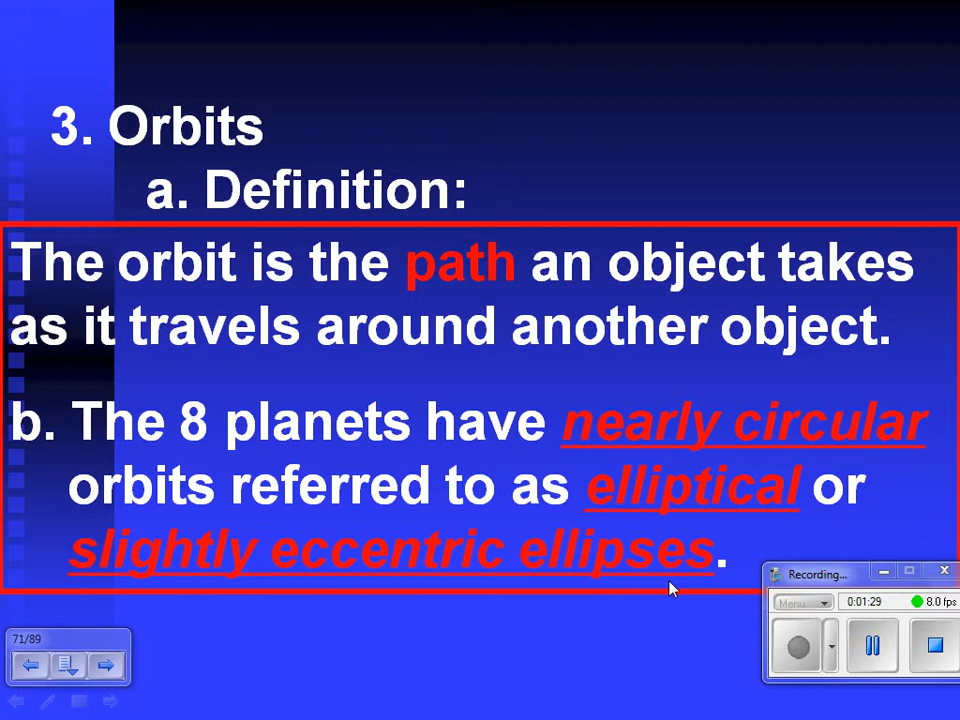 3. Orbits
a. Definition:
The orbit is the path an object takes
as it travels around another object.
b. The 8 planets have nearly circular
orbits referred to as elliptical or
slightly eccentric ellipses.
Recording...
Menu
0:01:29
8.0 fps
71/89